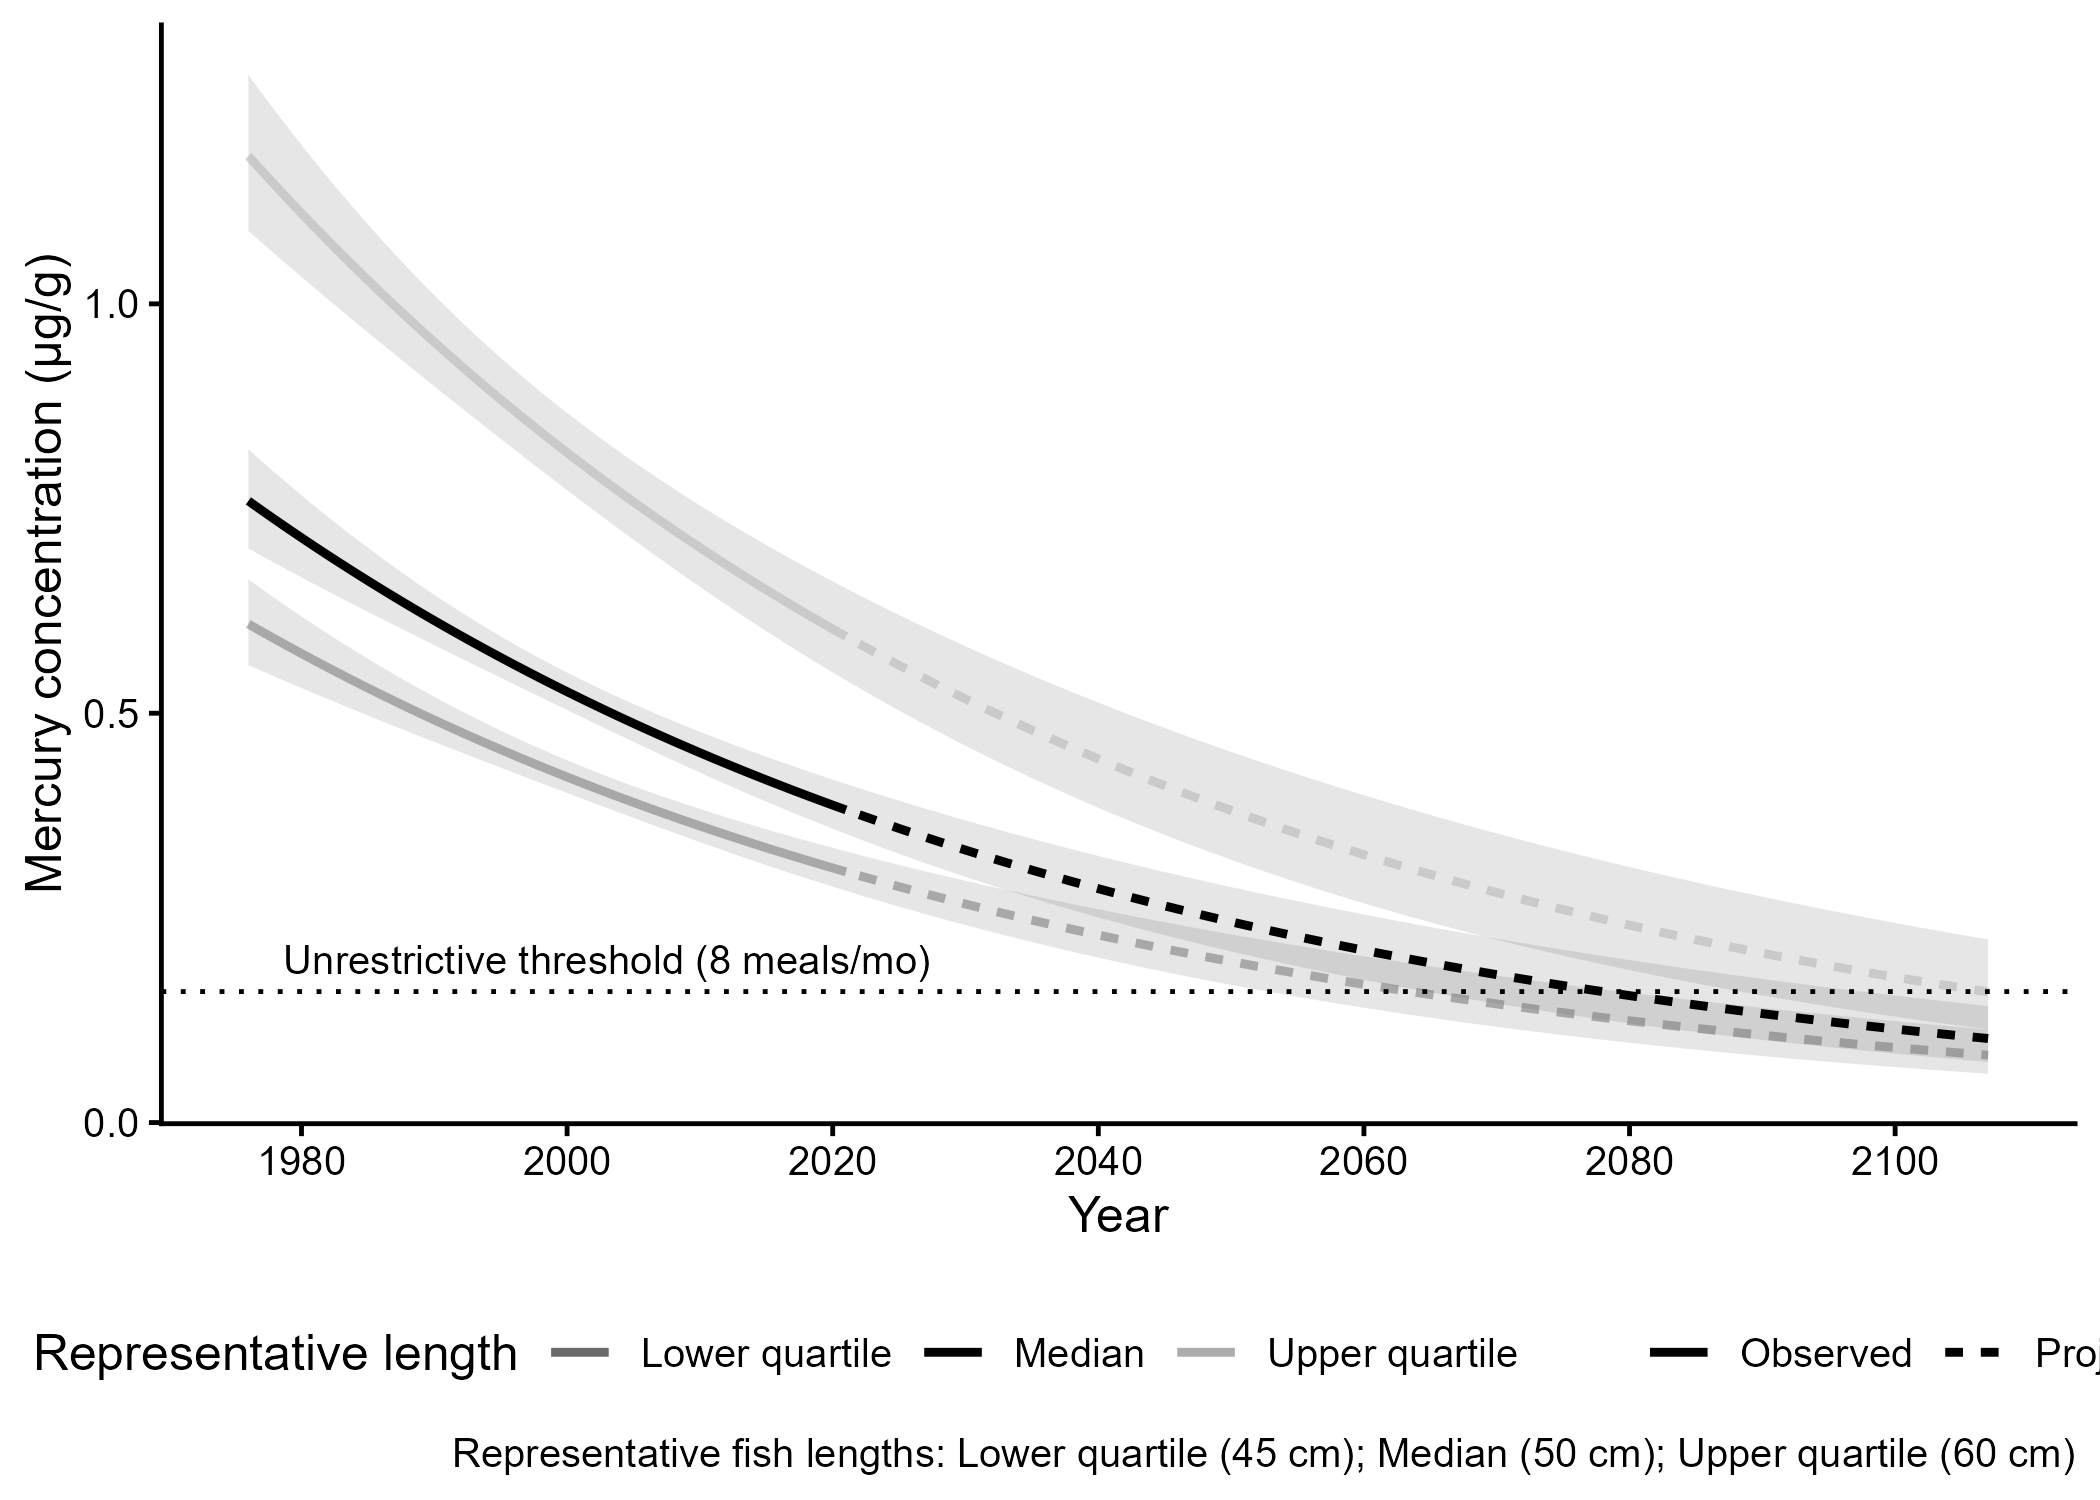 Mercury concentration (µg/g)
1.0
0.5
0.0
Unrestrictive threshold (8 meals/mo)
1980 2000 2020 2040 2060 2080 2100
Year
Representative length Lower quartile Median Upper quartile Observed Proj
Representative fish lengths: Lower quartile (45 cm); Median (50 cm); Upper quartile (60 cm)